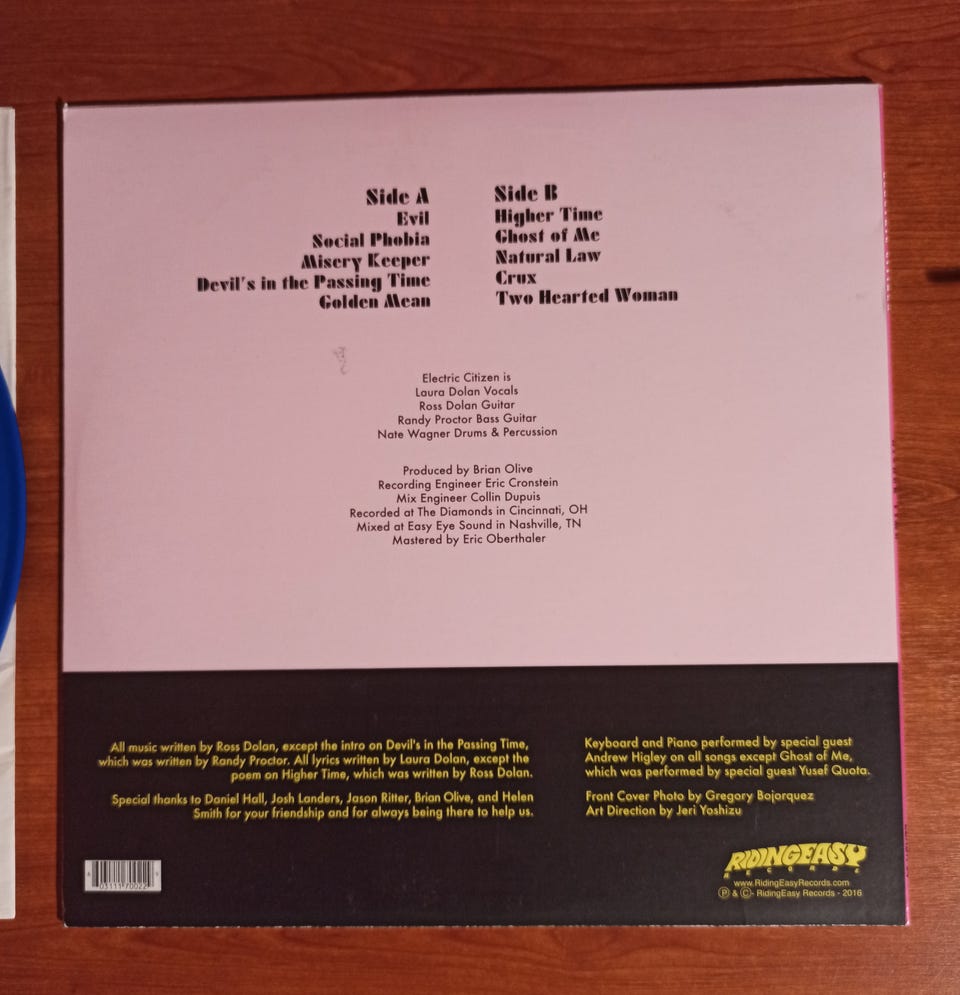 Side A
Evil
Social Phobia
Misery Keeper
Devil's in the Passing Time
Golden Mean
Side B
Higher Time
Ghost of Me
Natural Law
Crux
Two Hearted Woman
Electric Citizen is
Laura Dolan Vocals
Ross Dolan Guitar
Randy Proctor Bass Guitar
Nate Wagner Drums & Percussion
Produced by Brian Olive
Recording Engineer Eric Cronstein
Mix Engineer Collin Dupuis
Recorded at The Diamonds in Cincinnati, OH
Mixed at Easy Eye Sound in Nashville, TN
Mastered by Eric Oberthaler
All music written by Ross Dolan, except the intro on Devil's in the Passing Time,
which was written by Randy Proctor. All lyrics written by Laura Dolan, except the
poem on Higher Time, which was written by Ross Dolan.
Special thanks to Daniel Hall, Josh Landers, Jason Ritter, Brian Olive, and Helen
Smith for your friendship and for always being there to help us.
Keyboard and Piano performed by special guest
Andrew Higley on all songs except Ghost of Me,
which was performed by special guest Yusef Quota.
Front Cover Photo by Gregory Bojorquez
Art Direction by Jeri Yoshizu
RIDINGEASY
RECORDS
www.RidingEasyRecords.com
Ⓟ & Ⓒ- RidingEasy Records - 2016